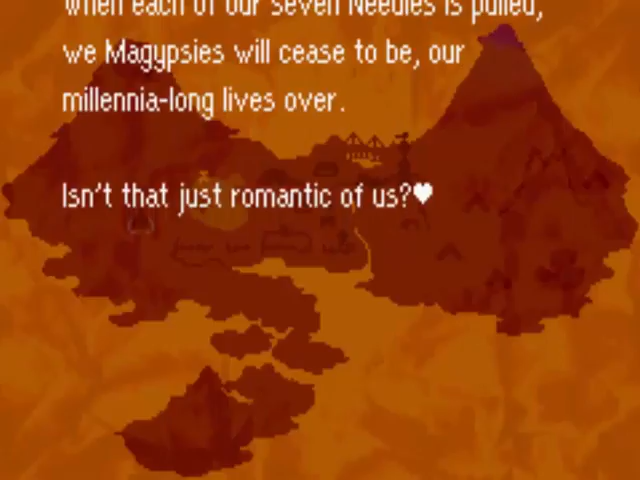 when each of our seven Needles is pulled,
we Magypsies will cease to be, our
millennia-long lives over.
Isn't that just romantic of us?♥